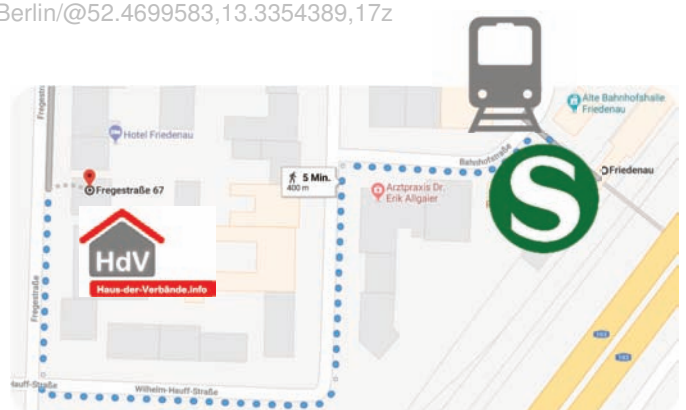 Berlin/@52.4699583,13.3354389,17z
Alte Bahnhofshalle
Friedenau
Fregestraße
Hotel Friedenau
Bahnhofstraße
5 Min.
400 m
Friedenau
Fregestraße 67
Arztpraxis Dr.
Erik Allgaier
S
HdV
Haus-der-Verbände.info
Fregestraße
Hauff-Straße
Wilhelm-Hauff-Straße